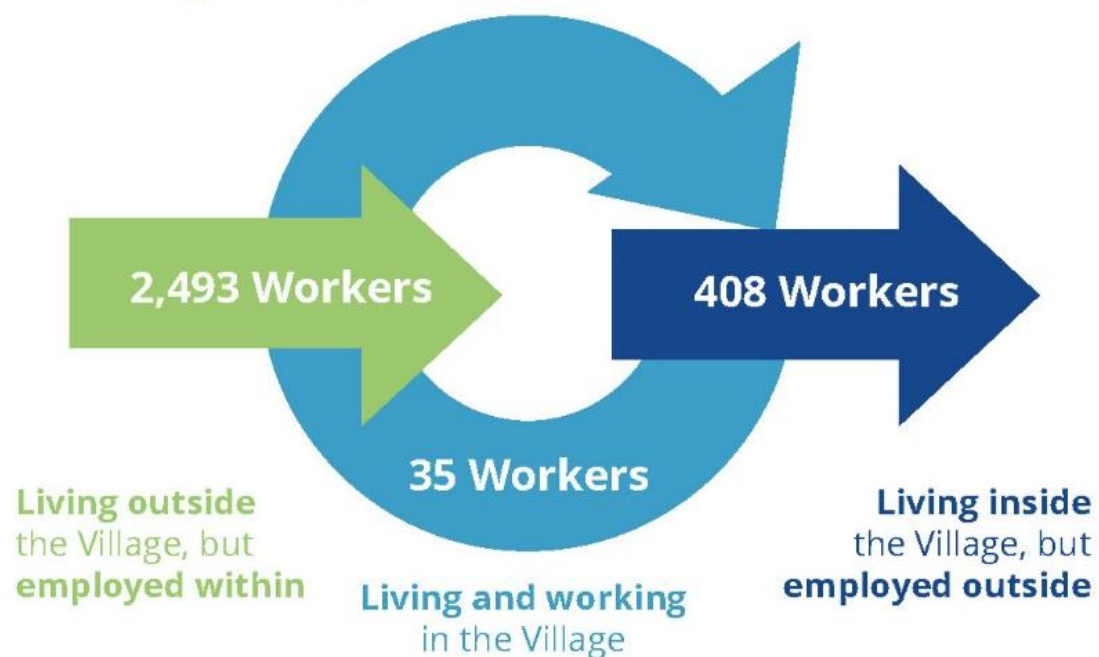 2,493 Workers
408 Workers
35 Workers
Living outside
the Village, but
employed within
Living and working
in the Village
Living inside
the Village, but
employed outside